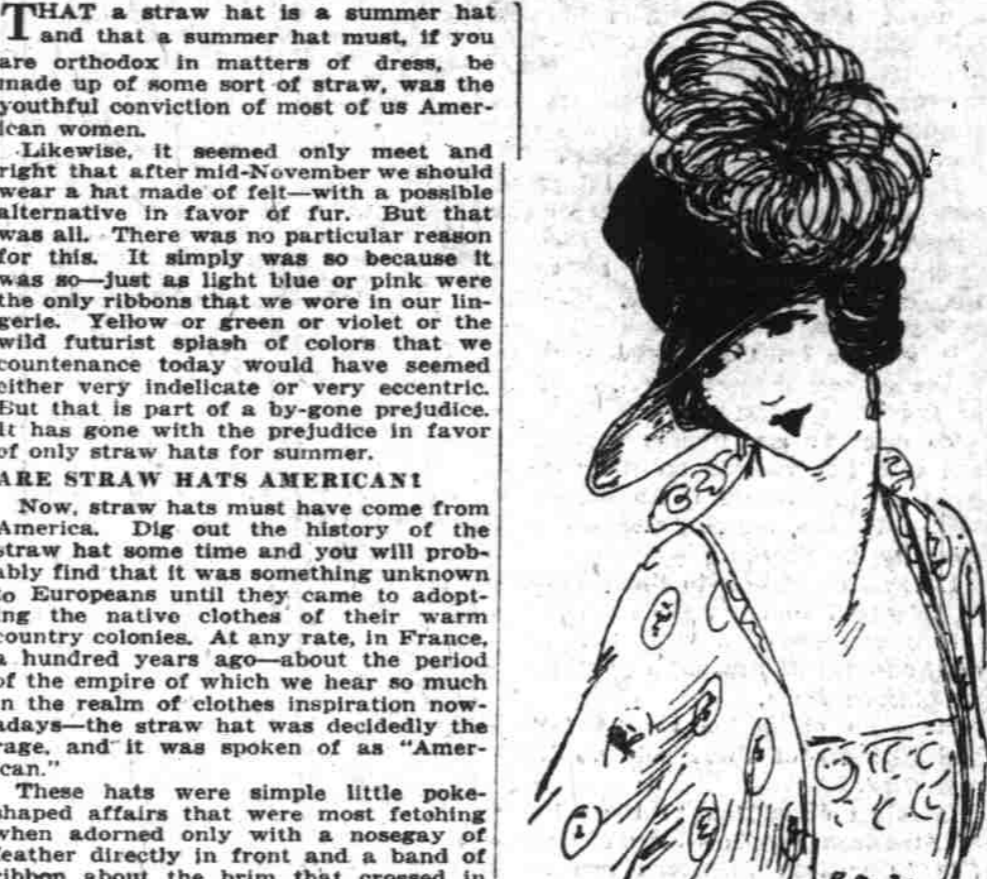 THAT a straw hat is a summer hat
and that a summer hat must, if you
are orthodox in matters of dress, be
made up of some sort of straw, was the
youthful conviction of most of us Amer-
ican women.
Likewise, it seemed only meet and
right that after mid-November we should
wear a hat made of felt—with a possible
alternative in favor of fur. But that
was all. There was no particular reason
for this. It simply was so because it
was so—just as light blue or pink were
the only ribbons that we wore in our lin-
gerie. Yellow or green or violet or the
wild futurist splash of colors that we
countenance today would have seemed
either very indelicate or very eccentric.
But that is part of a by-gone prejudice.
It has gone with the prejudice in favor
of only straw hats for summer.
ARE STRAW HATS AMERICAN?
Now, straw hats must have come from
America. Dig out the history of the
straw hat some time and you will prob-
ably find that it was something unknown
to Europeans until they came to adopt-
ing the native clothes of their warm
country colonies. At any rate, in France,
a hundred years ago—about the period
of the empire of which we hear so much
in the realm of clothes inspiration now-
adays—the straw hat was decidedly the
rage, and it was spoken of as "Amer-
ican."
These hats were simple little poke-
shaped affairs that were most fetching
when adorned only with a nosegay of
feather directly in front and a band of
ribbon about the brim that crossed in